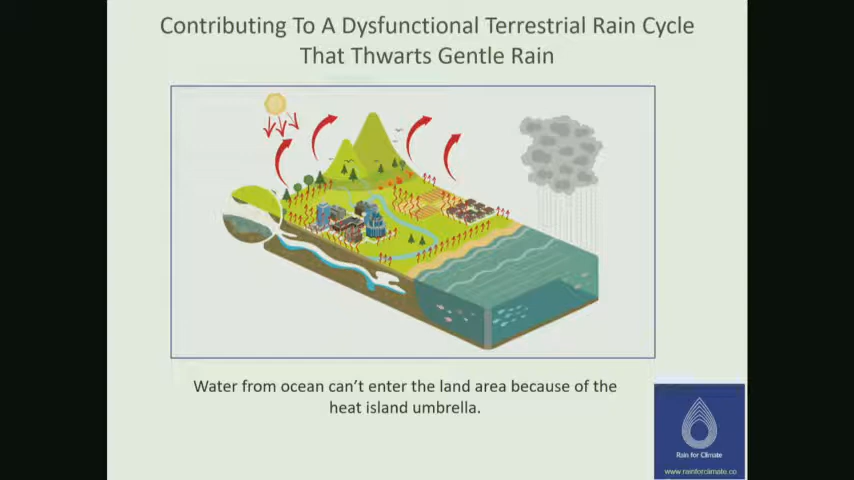 Contributing To A Dysfunctional Terrestrial Rain Cycle
That Thwarts Gentle Rain
Water from ocean can't enter the land area because of the
heat island umbrella.
Rain for Climate
www.rainforclimate.co